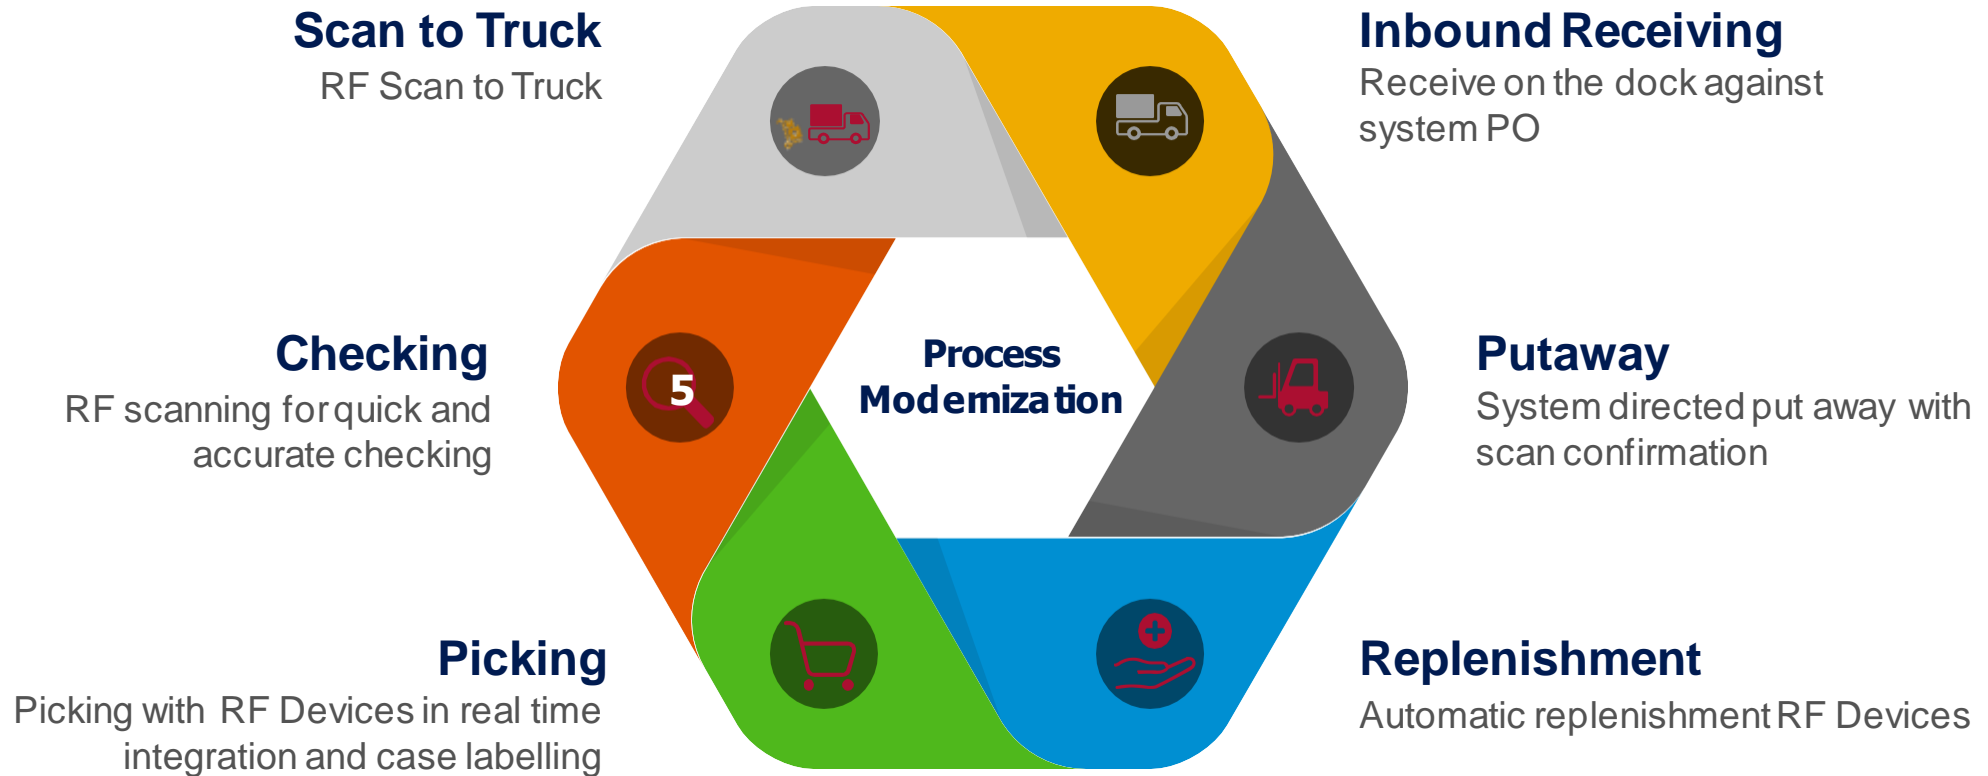 Scan to Truck
RF Scan to Truck
Inbound Receiving
Receive on the dock against
system PO
Checking
RF scanning for quick and
accurate checking
5
Process
Modernization
Putaway
System directed put away with
scan confirmation
Picking
Picking with RF Devices in real time
integration and case labelling
Replenishment
Automatic replenishment RF Devices